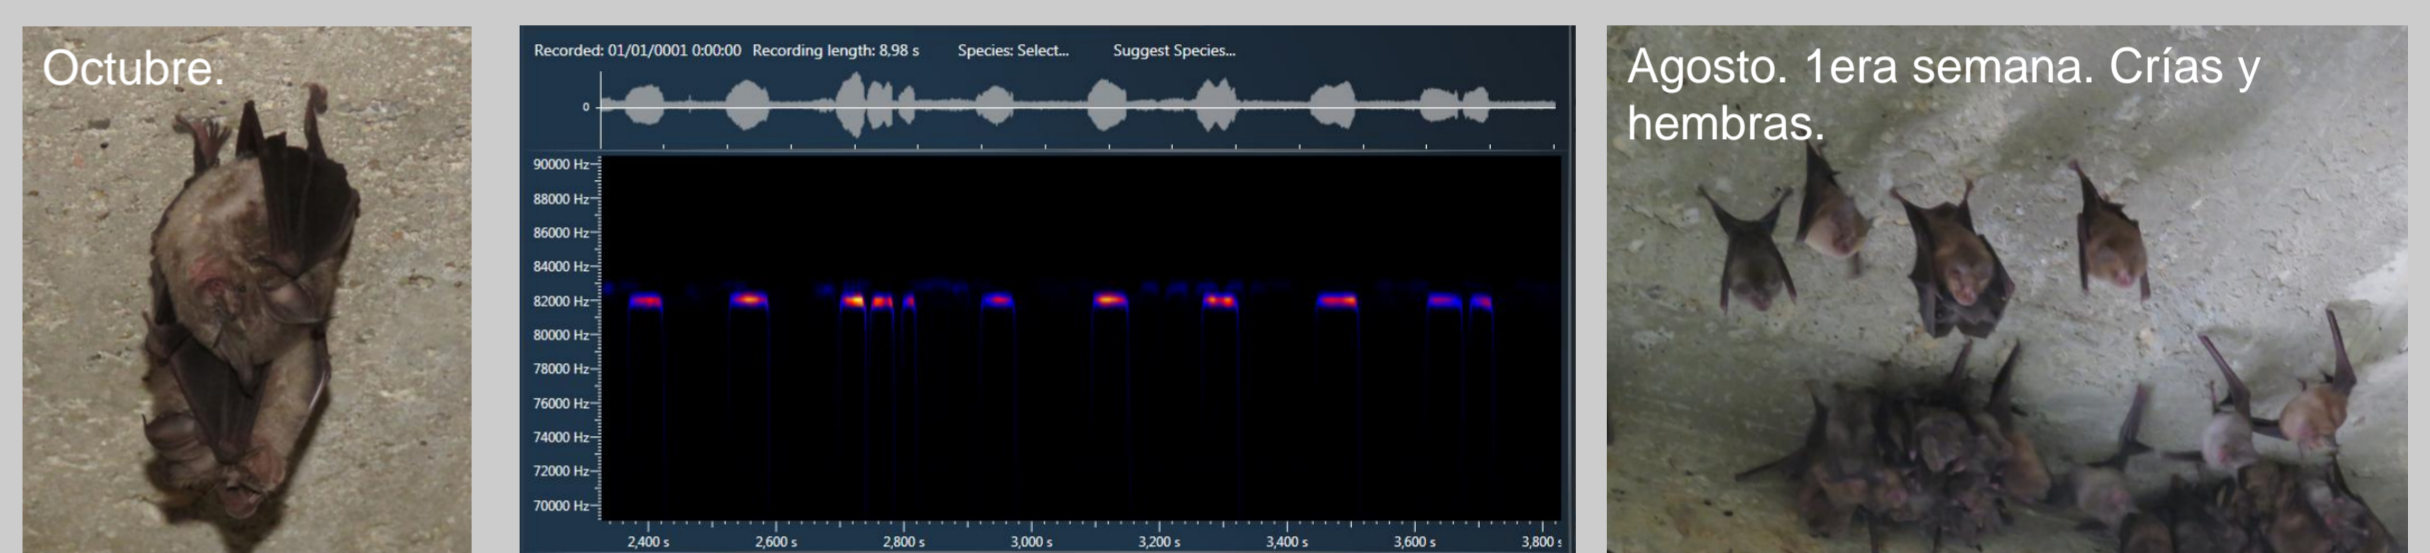 Octubre.
Recorded: 01/01/0001 0:00:00 Recording length: 8,98 s Species: Select... Suggest Species...
0
90000 Hz
88000 Hz
86000 Hz
84000 Hz
82000 Hz
80000 Hz
78000 Hz
76000 Hz
74000 Hz
72000 Hz
70000 Hz
2,400 s 2,600 s 2,800 s 3,000 s 3,200 s 3,400 s 3,600 s 3,800 s
Agosto. 1era semana. Crías y
hembras.